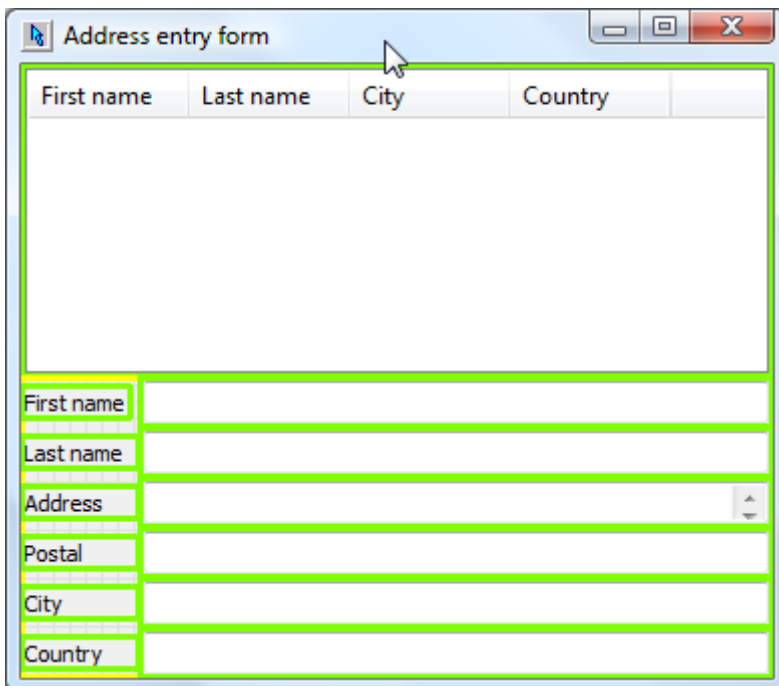 Address entry form
First name Last name City Country
First name
Last name
Address
Postal
City
Country